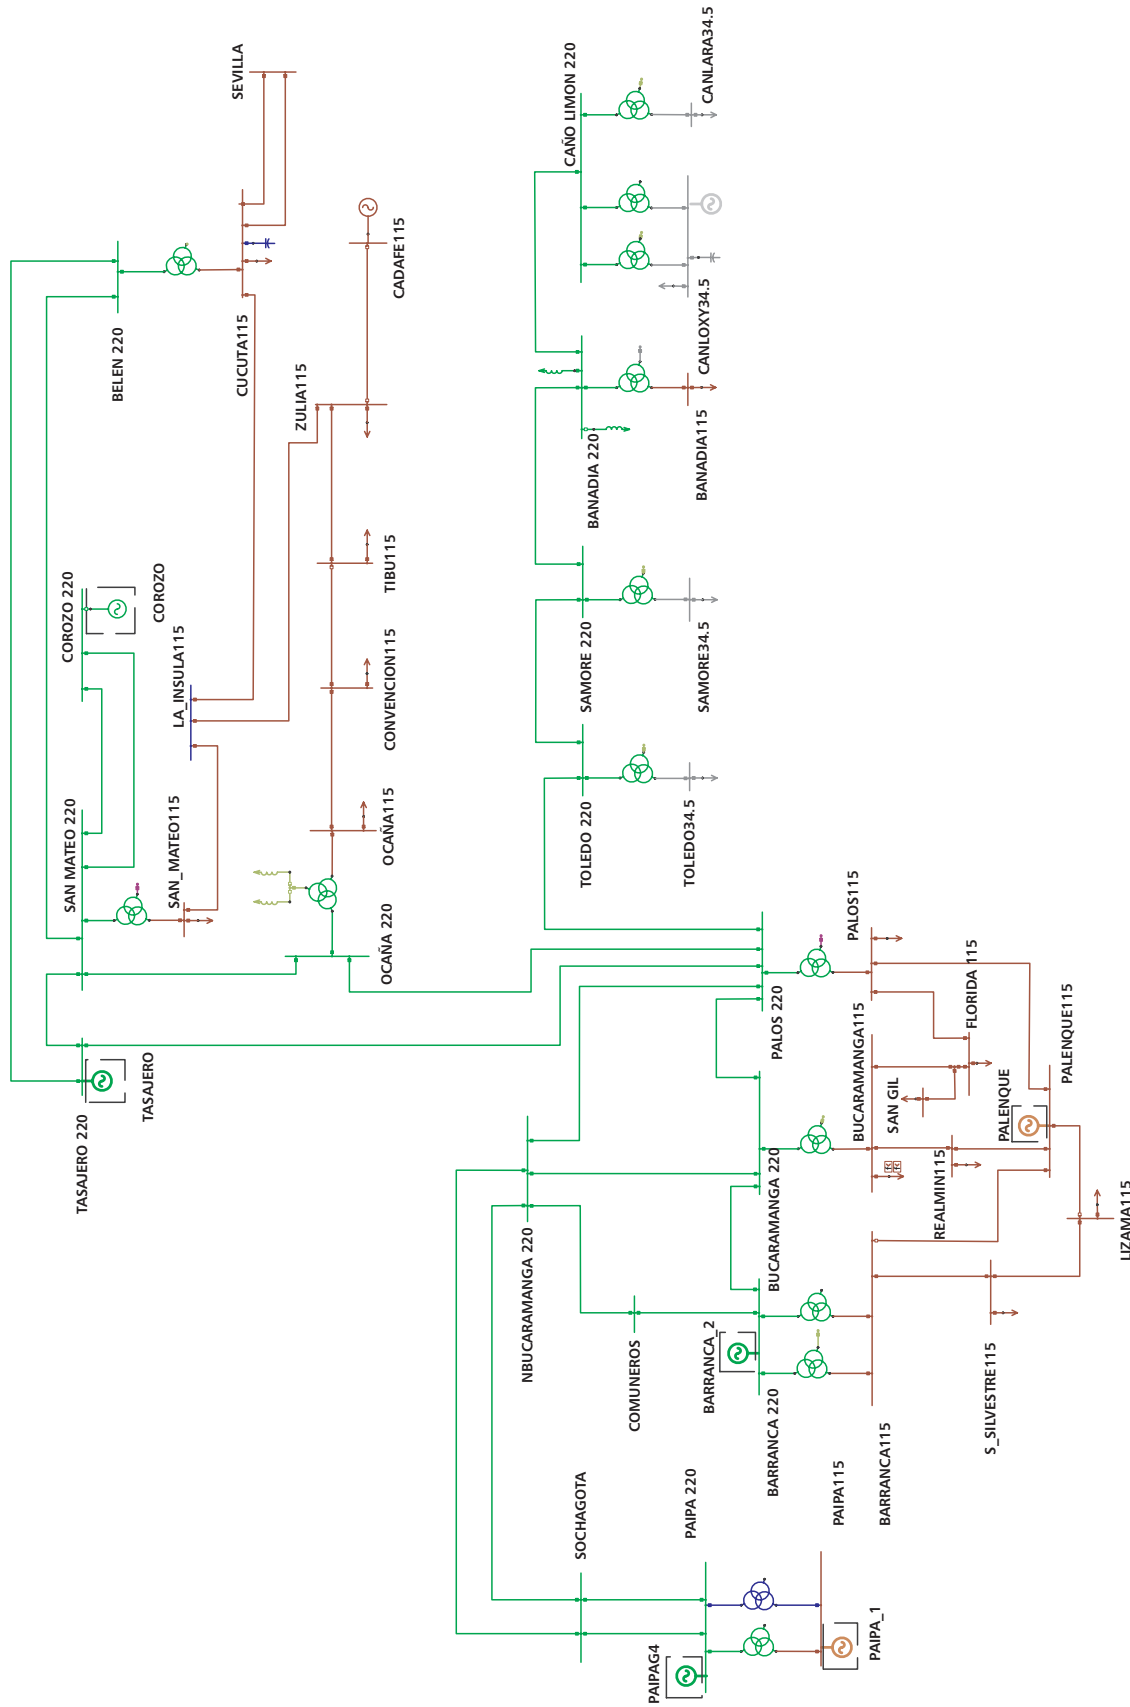 SEVILLA
BELEN 220
CUCUTA115
ZULIA115
CADAFE115
COROZO 220
COROZO
LA_INSULA115
TIBU115
CONVENCION115
SAN MATEO 220
SAN_MATEO115
OCAÑA115
OCAÑA 220
TASAJERO
TASAJERO 220
CAÑO LIMON 220
CANLARA34.5
CANLOXY34.5
BANADIA 220
BANADIA115
SAMORE 220
SAMORE34.5
TOLEDO 220
TOLEDO34.5
PALOS115
PALOS 220
FLORIDA 115
BUCARAMANGA115
SAN GIL
PALENQUE
PALENQUE115
REALMIN115
LIZAMA115
BUCARAMANGA 220
NBUCARAMANGA 220
COMUNEROS
BARRANCA_2
BARRANCA 220
BARRANCA115
S_SILVESTRE115
SOCHAGOTA
PAIPA 220
PAIPA115
PAIPAG4
PAIPA_1